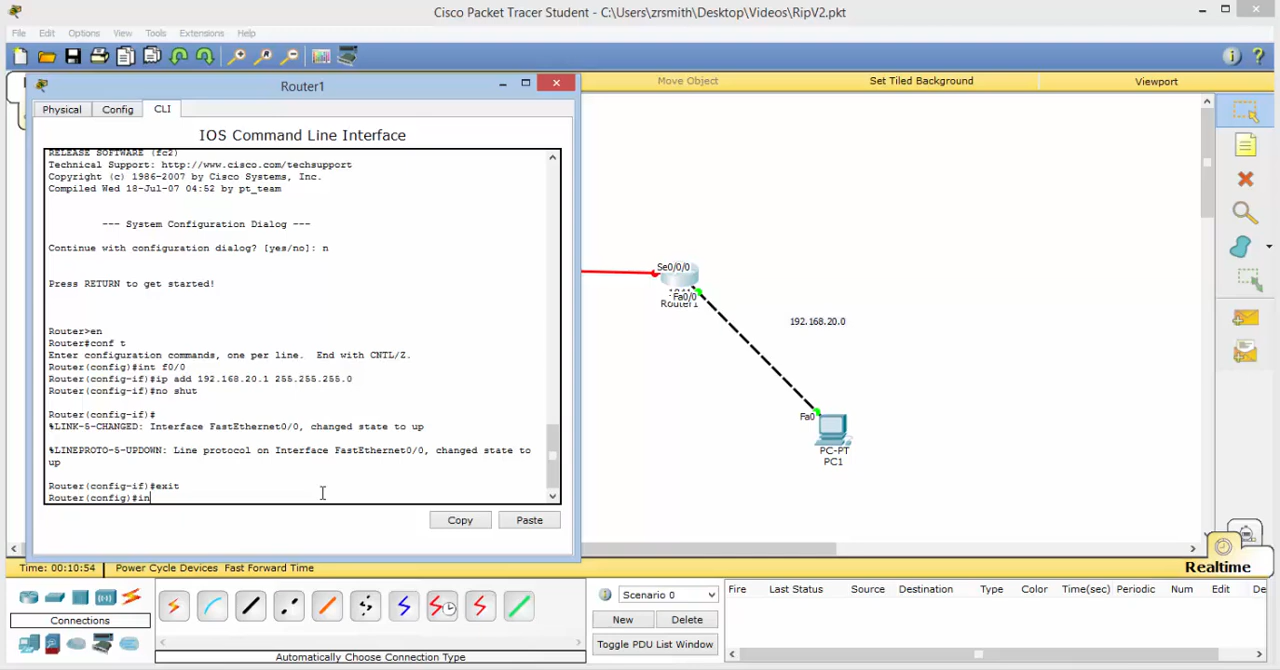 Cisco Packet Tracer Student - C:\Users\zrsmith\Desktop\Videos\RipV2.pkt
File Edit Options View Tools Extensions Help
Move Object Set Tiled Background Viewport
Router1
Physical Config CLI
IOS Command Line Interface
RELEASE SOFTWARE (fc2)
Technical Support: http://www.cisco.com/techsupport
Copyright (c) 1986-2007 by Cisco Systems, Inc.
Compiled Wed 18-Jul-07 04:52 by pt_team
--- System Configuration Dialog ---
Continue with configuration dialog? [yes/no]: n
Press RETURN to get started!
Router>en
Router#conf t
Enter configuration commands, one per line.  End with CNTL/Z.
Router(config)#int f0/0
Router(config-if)#ip add 192.168.20.1 255.255.255.0
Router(config-if)#no shut
Router(config-if)#
%LINK-5-CHANGED: Interface FastEthernet0/0, changed state to up
%LINEPROTO-5-UPDOWN: Line protocol on Interface FastEthernet0/0, changed state to
up
Router(config-if)#exit
Router(config)#in
Copy Paste
Se0/0/0
Fa0/0
Router1
192.168.20.0
Fa0
PC-PT
PC1
Time: 00:10:54 Power Cycle Devices Fast Forward Time
Realtime
Connections
Automatically Choose Connection Type
Scenario 0
New Delete
Toggle PDU List Window
Fire Last Status Source Destination Type Color Time(sec) Periodic Num Edit De